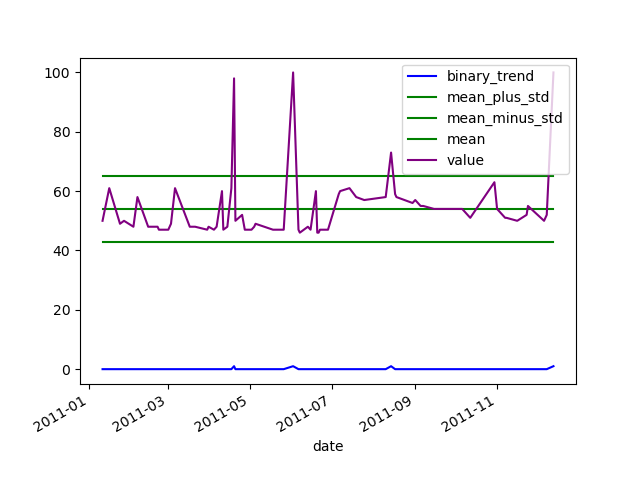 100
80
60
40
20
0
binary_trend
mean_plus_std
mean_minus_std
mean
value
2011-01
2011-03
2011-05
2011-07
2011-09
2011-11
date